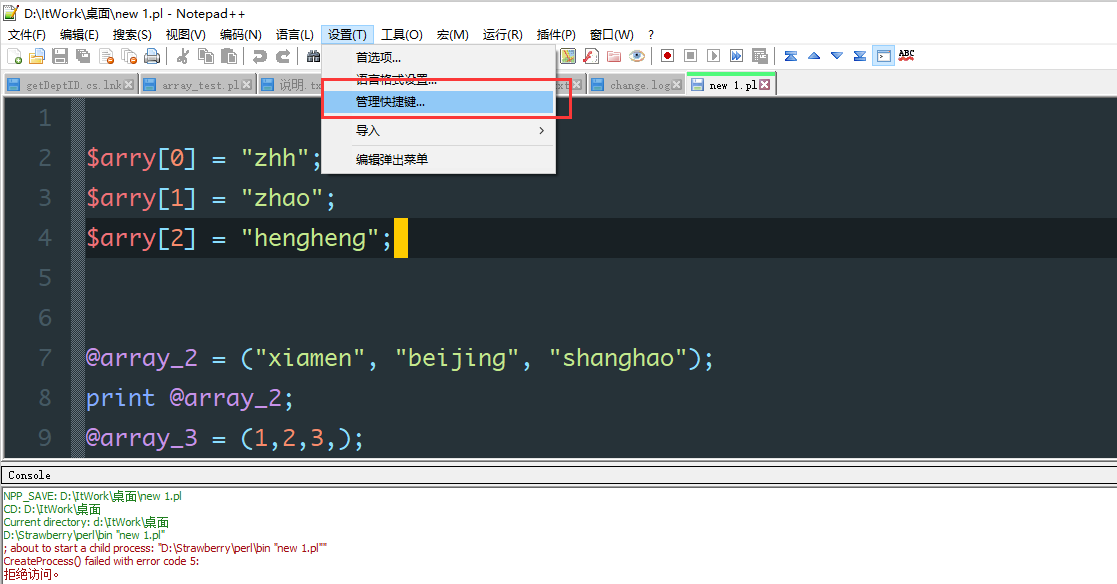 D:\ItWork\桌面\new 1.pl - Notepad++
文件(F) 编辑(E) 搜索(S) 视图(V) 编码(N) 语言(L) 设置(T) 工具(O) 宏(M) 运行(R) 插件(P) 窗口(W) ?
首选项...
语言格式设置...
管理快捷键...
导入
编辑弹出菜单
ABC
getDeptID.cs.lnk array_test.pl 说明.tx xt change.log new 1.pl
1
2 $arry[0] = "zhh";
3 $arry[1] = "zhao";
4 $arry[2] = "hengheng";
5
6
7 @array_2 = ("xiamen", "beijing", "shanghao");
8 print @array_2;
9 @array_3 = (1,2,3,);
Console
NPP_SAVE: D:\ItWork\桌面\new 1.pl
CD: D:\ItWork\桌面
Current directory: d:\ItWork\桌面
D:\Strawberry\perl\bin "new 1.pl"
; about to start a child process: "D:\Strawberry\perl\bin "new 1.pl""
CreateProcess() failed with error code 5:
拒绝访问。